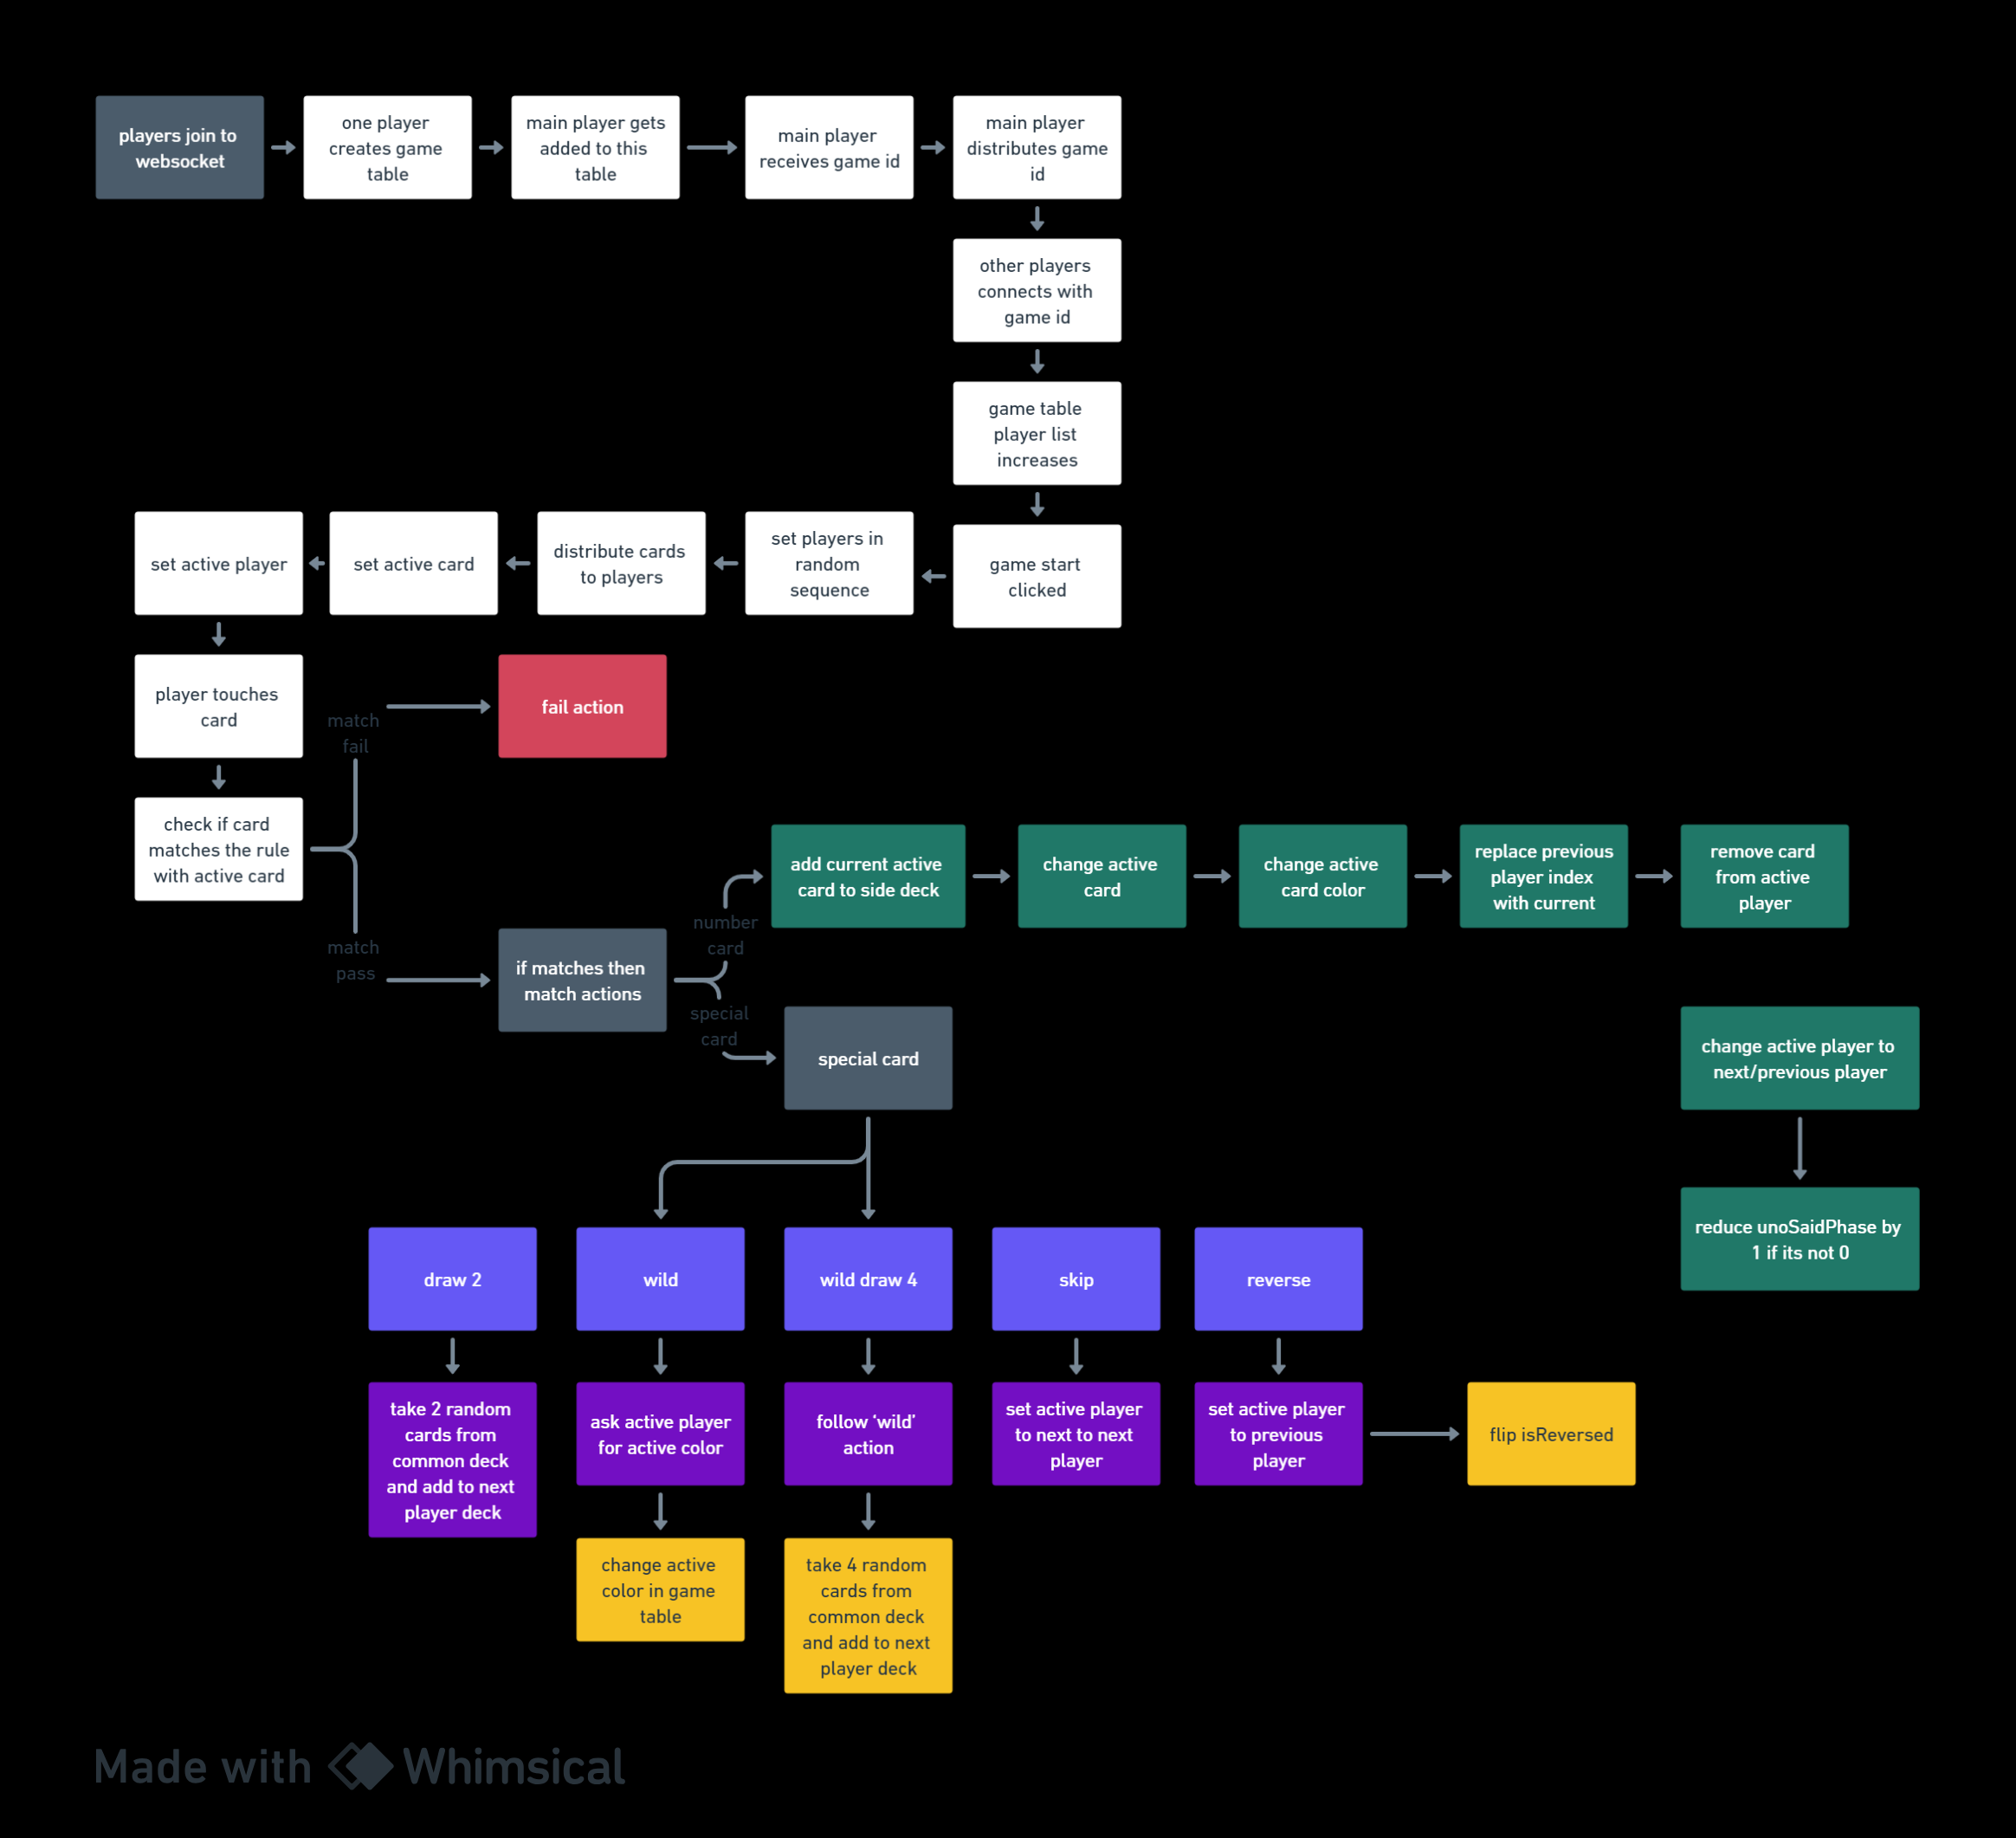 players join to
websocket
one player
creates game
table
main player gets
added to this
table
main player
receives game id
main player
distributes game
id
other players
connects with
game id
game table
player list
increases
game start
clicked
set players in
random
sequence
distribute cards
to players
set active card
set active player
player touches
card
check if card
matches the rule
with active card
match
fail
fail action
match
pass
if matches then
match actions
number
card
add current active
card to side deck
change active
card
change active
card color
replace previous
player index
with current
remove card
from active
player
special
card
special card
change active player to
next/previous player
reduce unoSaidPhase by
1 if its not 0
draw 2
wild
wild draw 4
skip
reverse
take 2 random
cards from
common deck
and add to next
player deck
ask active player
for active color
follow ‘wild’
action
set active player
to next to next
player
set active player
to previous
player
flip isReversed
change active
color in game
table
take 4 random
cards from
common deck
and add to next
player deck
Made with Whimsical